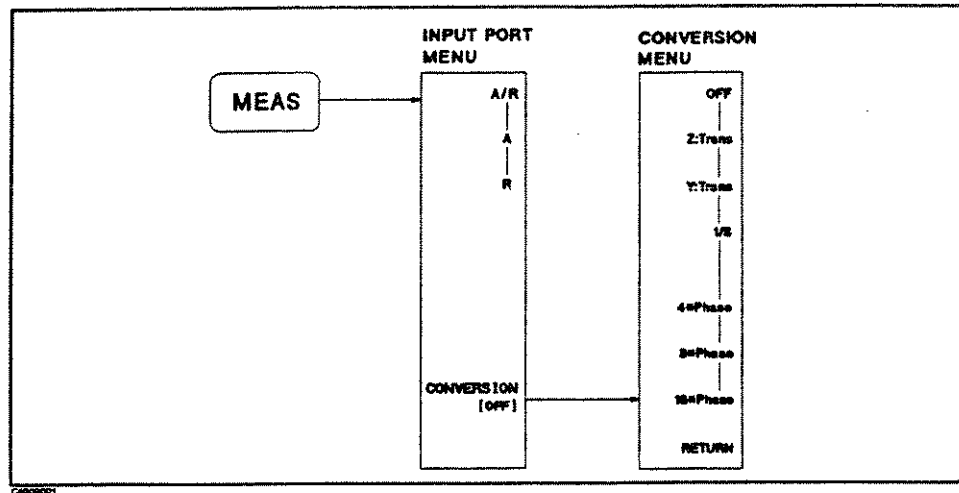 INPUT PORT
MENU
CONVERSION
MENU
MEAS
A/R
A
R
CONVERSION
[OFF]
OFF
Z:Trans
Y:Trans
1/S
4*Phase
8*Phase
16*Phase
RETURN